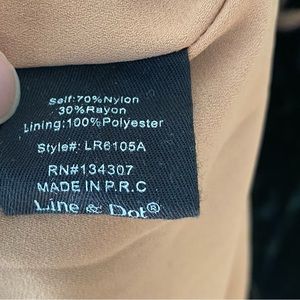 Self:70%Nylon
30%Rayon
Lining:100%Polyester
Style#: LR6105A
RN#134307
MADE IN P.R.C
Line & Dot®